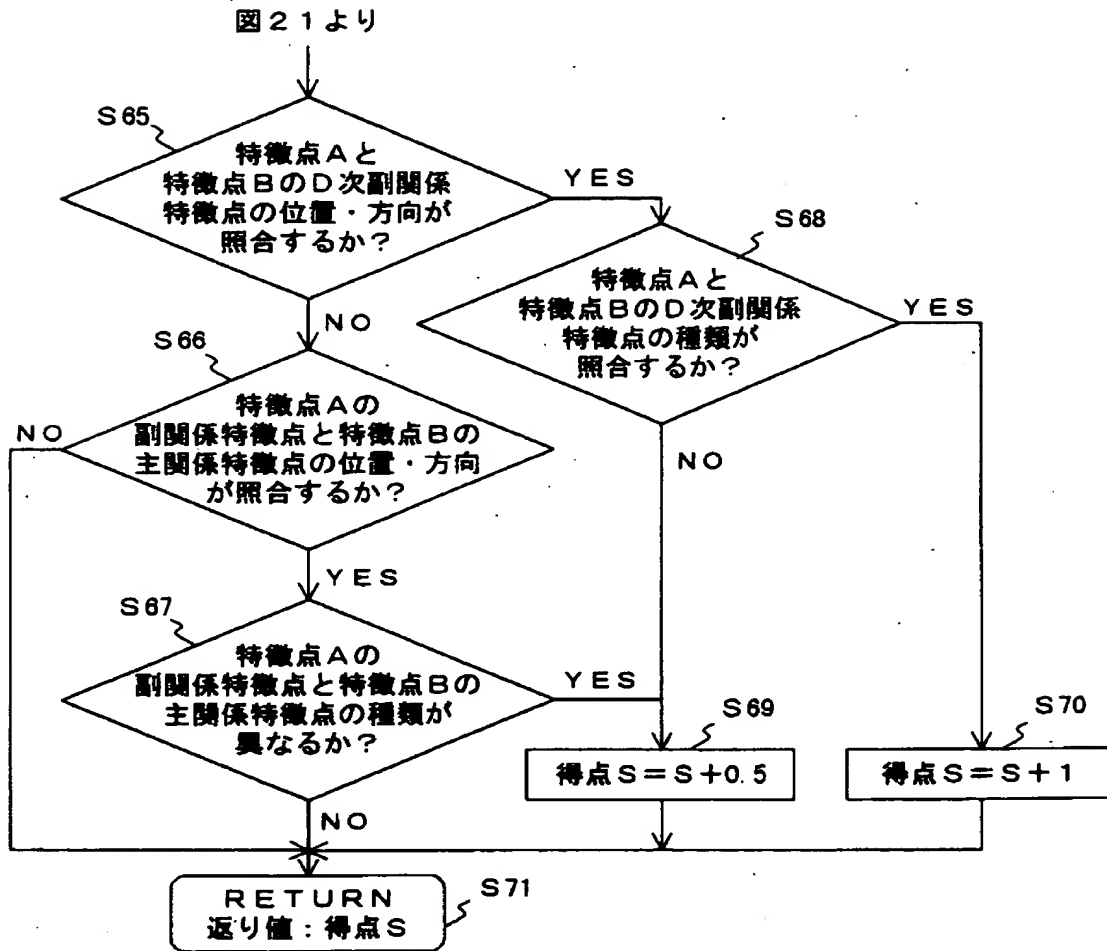 図21より
S65
特徴点Aと
特徴点BのD次副関係
特徴点の位置・方向が
照合するか?
YES
S68
特徴点Aと
特徴点BのD次副関係
特徴点の種類が
照合するか?
YES
NO
S66
特徴点Aの
副関係特徴点と特徴点Bの
主関係特徴点の位置・方向
が照合するか?
NO
NO
YES
S67
特徴点Aの
副関係特徴点と特徴点Bの
主関係特徴点の種類が
異なるか?
YES
S69
得点S=S+0.5
S70
得点S=S+1
NO
RETURN
返り値:得点S
S71